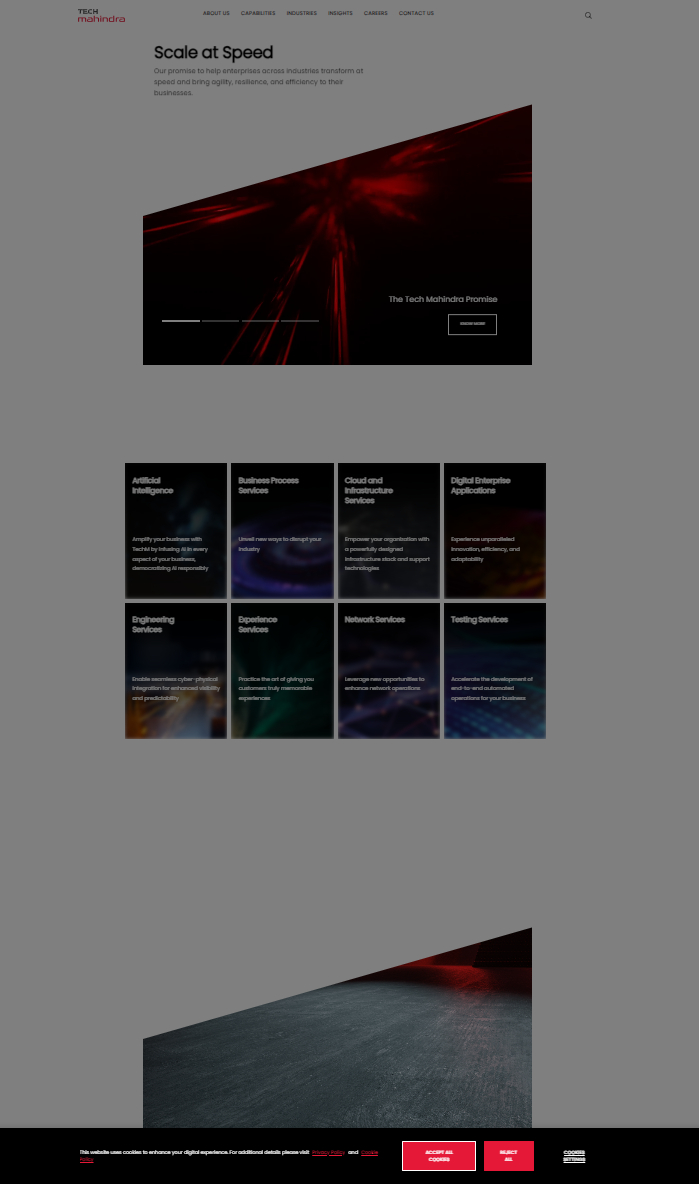 TECH
mahindra
ABOUT US CAPABILITIES INDUSTRIES INSIGHTS CAREERS CONTACT US
Scale at Speed
Our promise to help enterprises across industries transform at
speed and bring agility, resilience, and efficiency to their
businesses.
The Tech Mahindra Promise
KNOW MORE
Artificial
Intelligence
Amplify your business with
TechM by infusing AI in every
aspect of your business,
democratizing AI responsibly
Business Process
Services
Unveil new ways to disrupt your
industry
Cloud and
Infrastructure
Services
Empower your organization with
a powerfully designed
infrastructure stack and support
technologies
Digital Enterprise
Applications
Experience unparalleled
innovation, efficiency, and
adaptability
Engineering
Services
Enable seamless cyber-physical
integration for enhanced visibility
and predictability
Experience
Services
Practice the art of giving you
customers truly memorable
experiences
Network Services
Leverage new opportunities to
enhance network operations
Testing Services
Accelerate the development of
end-to-end automated
operations for your business
This website uses cookies to enhance your digital experience. For additional details please visit Privacy Policy and Cookie
Policy
ACCEPT ALL
COOKIES
REJECT
ALL
COOKIES
SETTINGS